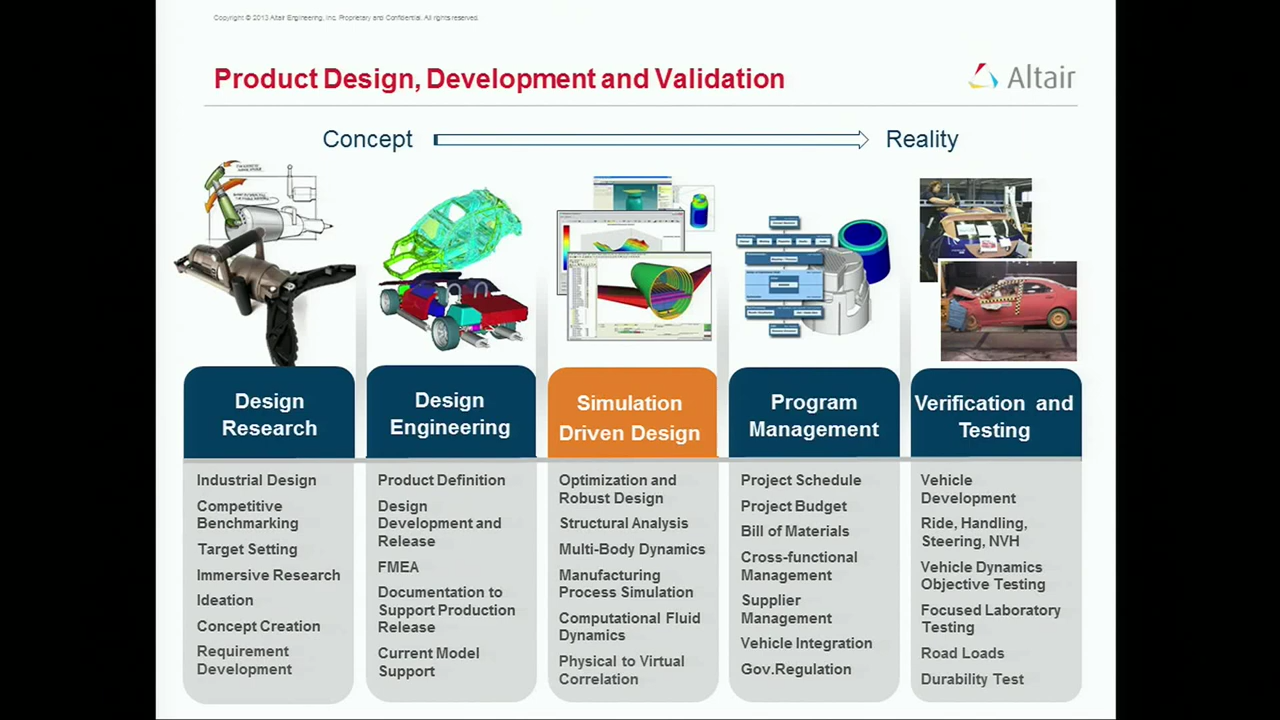 Copyright © 2013 Altair Engineering, Inc. Proprietary and Confidential. All rights reserved.
Product Design, Development and Validation
Altair
Concept
Reality
Design
Research
Industrial Design
Competitive
Benchmarking
Target Setting
Immersive Research
Ideation
Concept Creation
Requirement
Development
Design
Engineering
Product Definition
Design
Development and
Release
FMEA
Documentation to
Support Production
Release
Current Model
Support
Simulation
Driven Design
Optimization and
Robust Design
Structural Analysis
Multi-Body Dynamics
Manufacturing
Process Simulation
Computational Fluid
Dynamics
Physical to Virtual
Correlation
Program
Management
Project Schedule
Project Budget
Bill of Materials
Cross-functional
Management
Supplier
Management
Vehicle Integration
Gov.Regulation
Verification and
Testing
Vehicle
Development
Ride, Handling,
Steering, NVH
Vehicle Dynamics
Objective Testing
Focused Laboratory
Testing
Road Loads
Durability Test